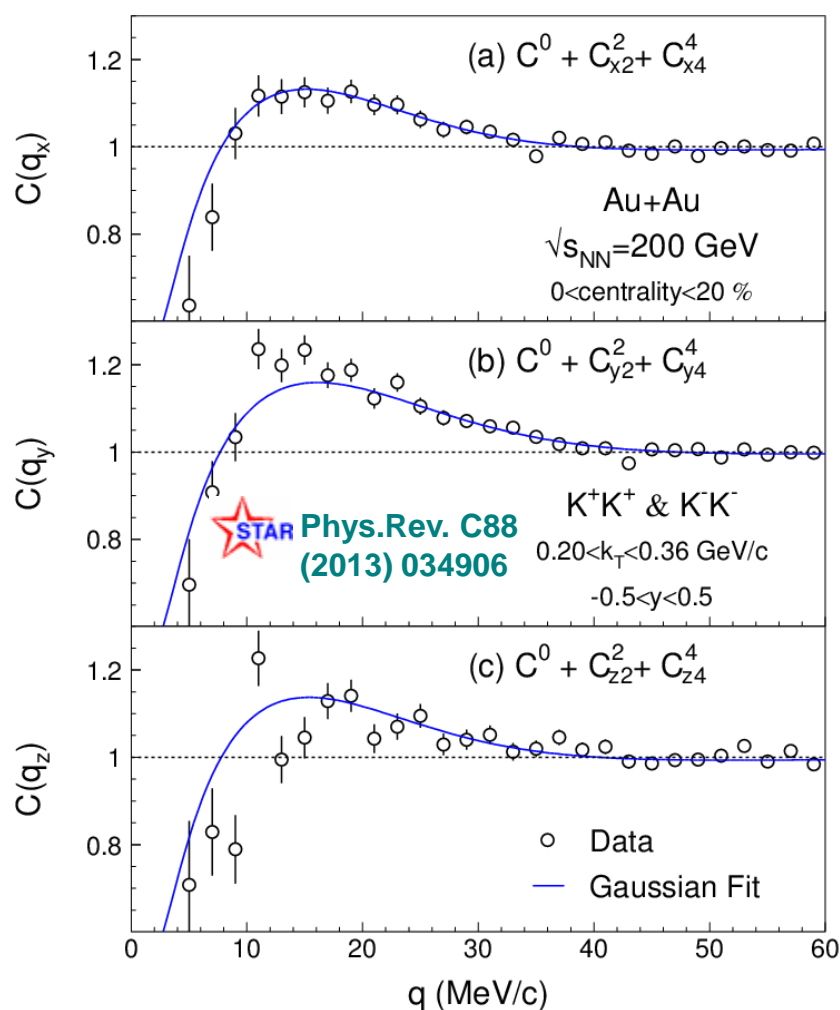 (a) C⁰ + C²ₓ₂ + C⁴ₓ₄
1.2
1
0.8
C(qₓ)
Au+Au
√sNN=200 GeV
0<centrality<20 %
(b) C⁰ + C²y2 + C⁴y4
1.2
1
0.8
C(qy)
STAR
Phys.Rev. C88
(2013) 034906
K⁺K⁺ & K⁻K⁻
0.20<kT<0.36 GeV/c
-0.5<y<0.5
(c) C⁰ + C²z2 + C⁴z4
1.2
1
0.8
C(qz)
Data
Gaussian Fit
0 10 20 30 40 50 60
q (MeV/c)